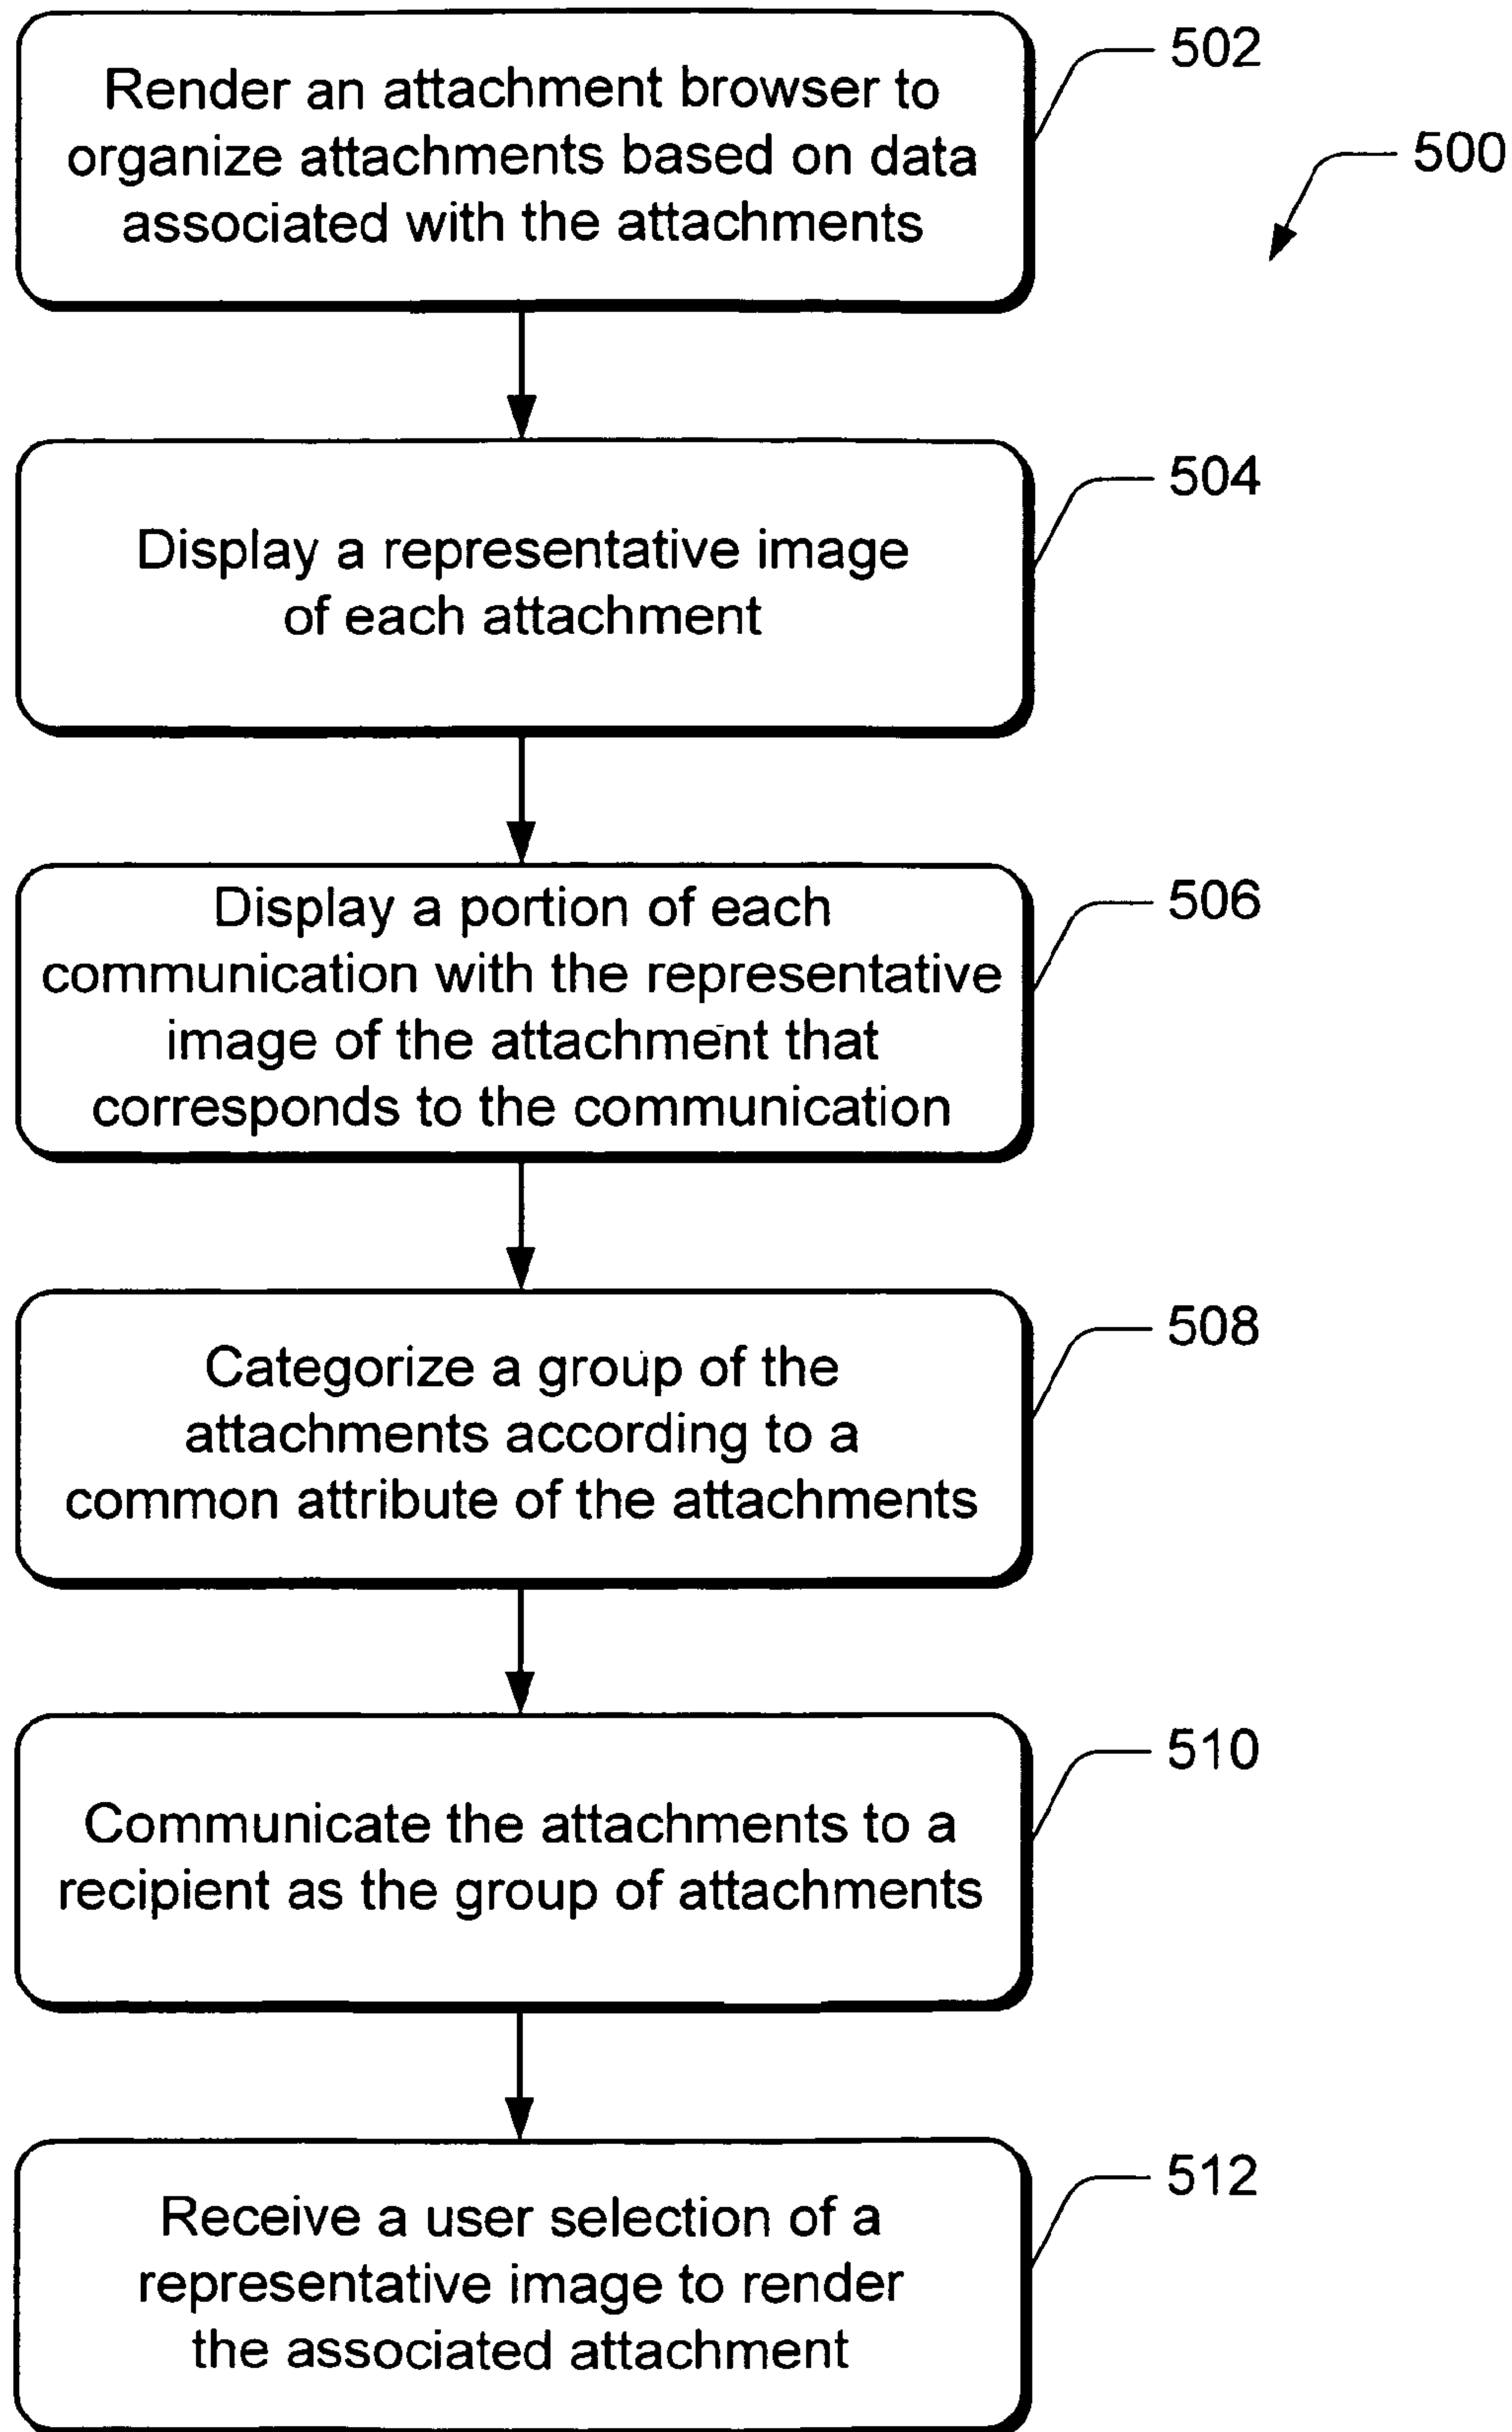 Render an attachment browser to
organize attachments based on data
associated with the attachments
502
500
Display a representative image
of each attachment
504
Display a portion of each
communication with the representative
image of the attachment that
corresponds to the communication
506
Categorize a group of the
attachments according to a
common attribute of the attachments
508
Communicate the attachments to a
recipient as the group of attachments
510
Receive a user selection of a
representative image to render
the associated attachment
512